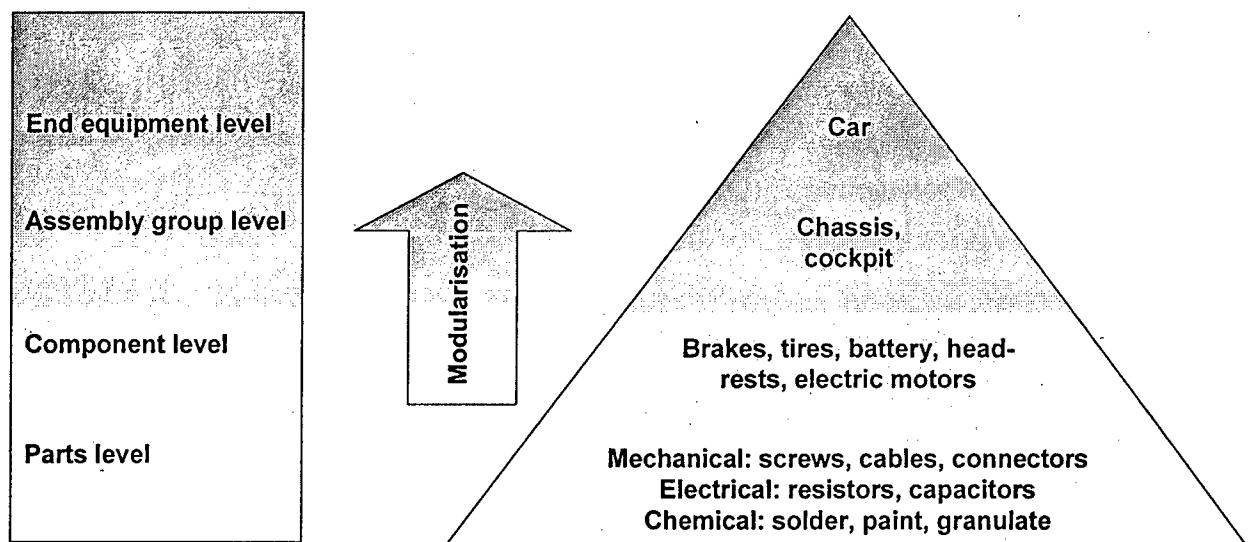 End equipment level
Assembly group level
Component level
Parts level
Modularisation
Car
Chassis,
cockpit
Brakes, tires, battery, head-
rests, electric motors
Mechanical: screws, cables, connectors
Electrical: resistors, capacitors
Chemical: solder, paint, granulate